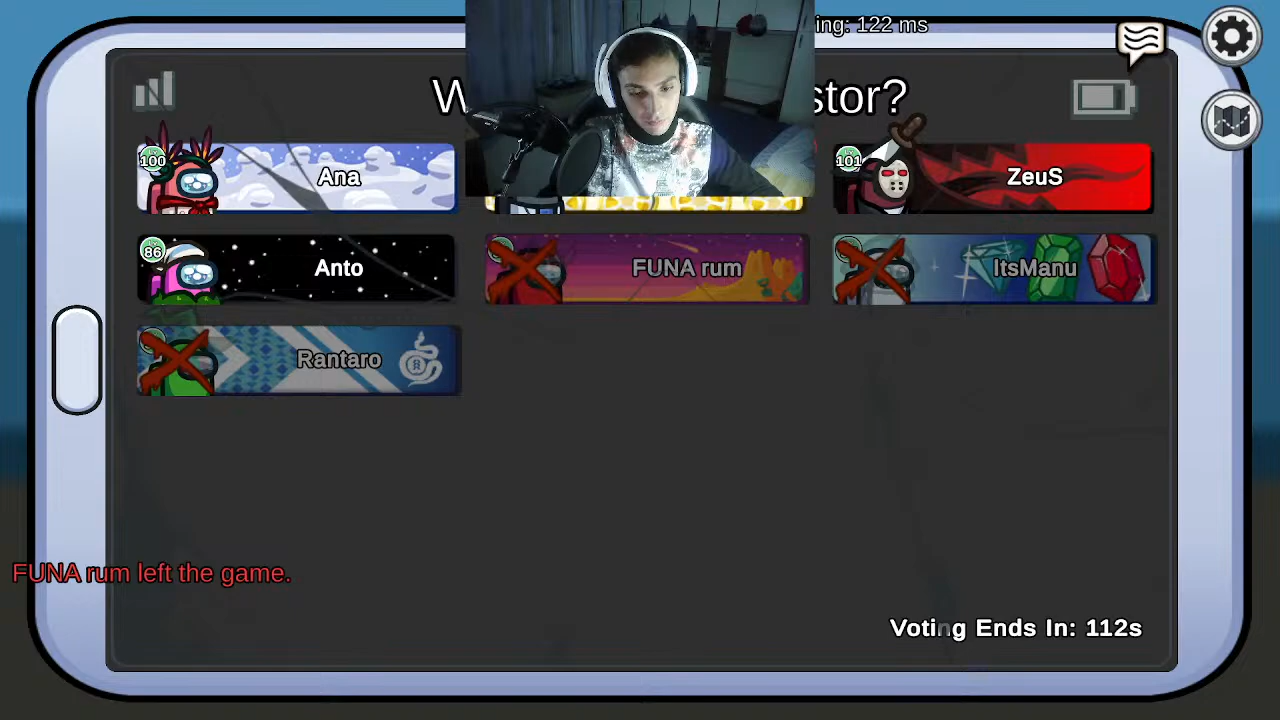 ing: 122 ms
W stor?
100 Ana
101 ZeuS
86 Anto
FUNA rum
ItsManu
Rantaro
FUNA rum left the game.
Voting Ends In: 112s